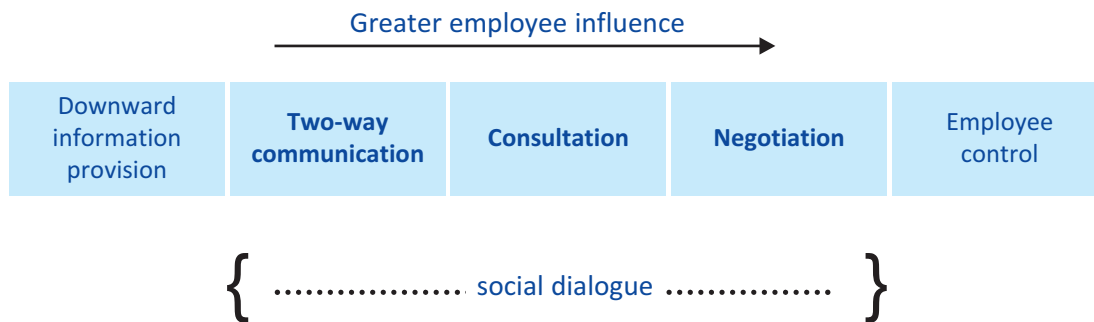 Greater employee influence
Downward
information
provision
Two-way
communication
Consultation
Negotiation
Employee
control
{ ...................... social dialogue ................... }